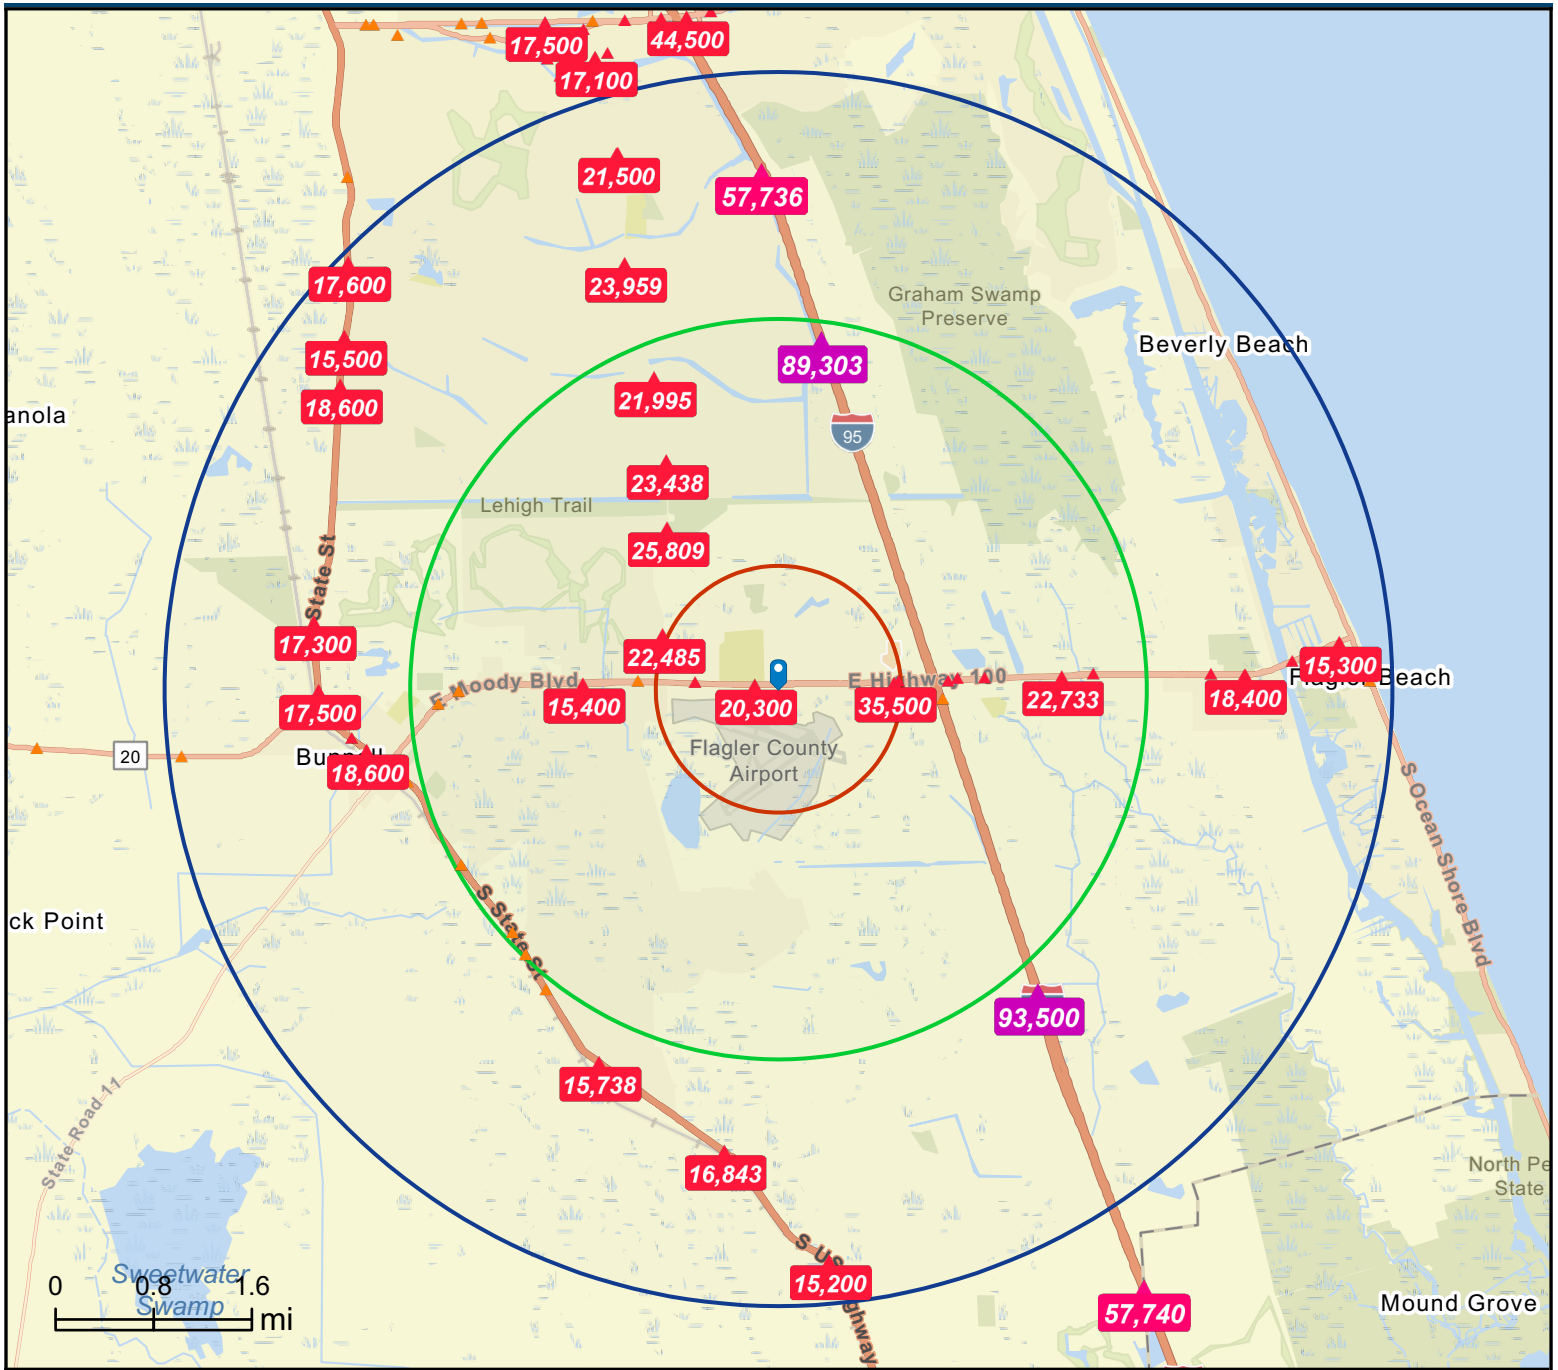 17,500
44,500
17,100
21,500
57,736
17,600
23,959
Graham Swamp
Preserve
15,500
89,303
Beverly Beach
18,600
21,995
anola
95
23,438
Lehigh Trail
25,809
State St
17,300
22,485
E Moody Blvd
E Highway 100
15,300
Flagler Beach
17,500
15,400
20,300
35,500
22,733
18,400
20
18,600
Flagler County
Airport
S Ocean Shore Blvd
ck Point
S State St
93,500
15,738
State Road 11
16,843
North Pe
State
S US
15,200
ghway
Sweetwater
Swamp
0 0.8 1.6
mi
57,740
Mound Grove